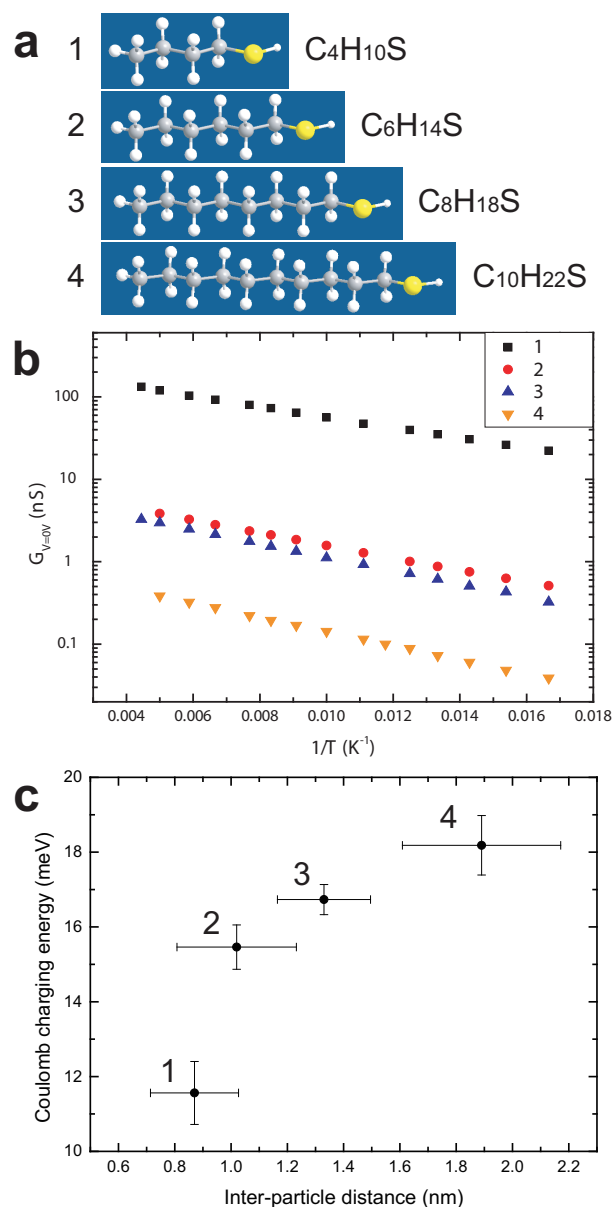 a
1 C4H10S
2 C6H14S
3 C8H18S
4 C10H22S
b
1
2
3
4
100
10
1
0.1
G V=0V (nS)
0.004 0.006 0.008 0.010 0.012 0.014 0.016 0.018
1/T (K-1)
c
20
18
16
14
12
10
Coulomb charging energy (meV)
4
3
2
1
0.6 0.8 1.0 1.2 1.4 1.6 1.8 2.0 2.2
Inter-particle distance (nm)